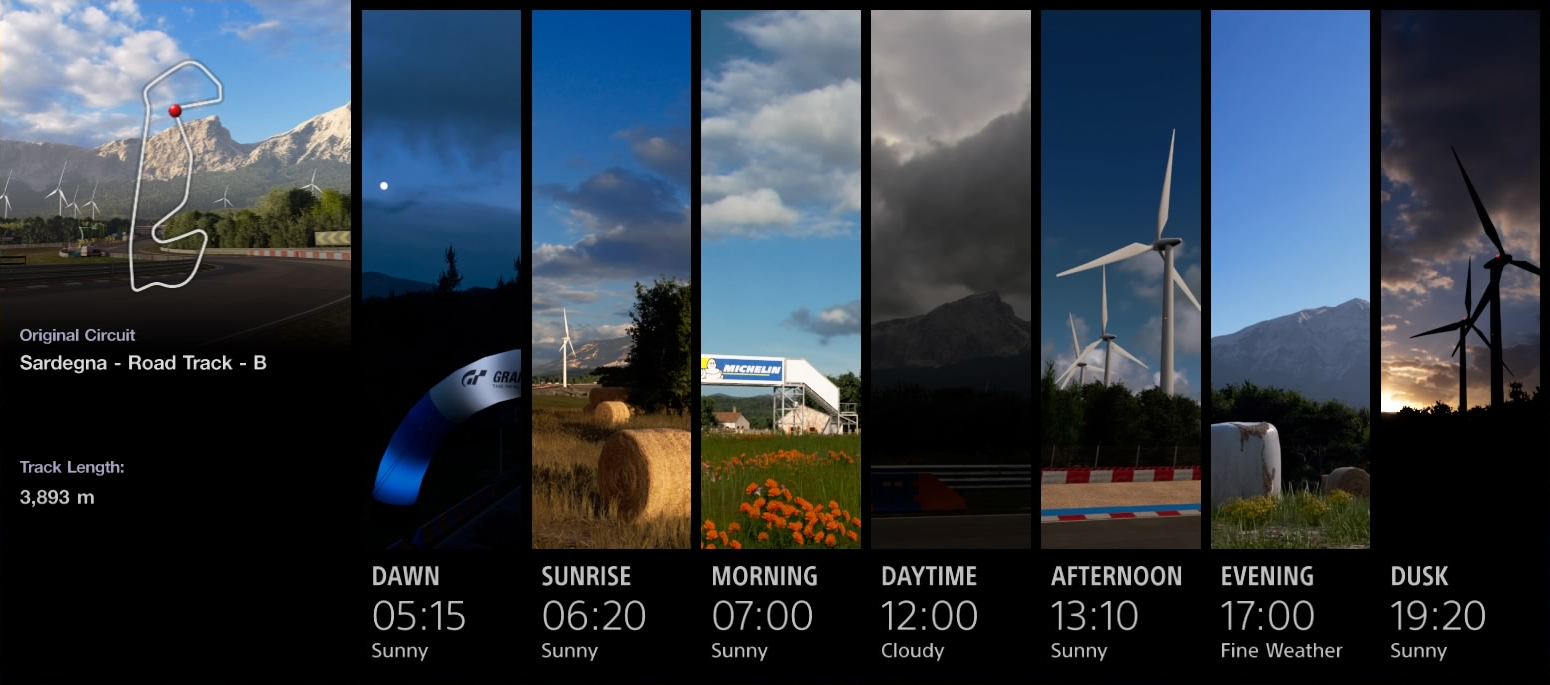 Original Circuit
Sardegna - Road Track - B
Track Length:
3,893 m
MICHELIN
DAWN
05:15
Sunny
SUNRISE
06:20
Sunny
MORNING
07:00
Sunny
DAYTIME
12:00
Cloudy
AFTERNOON
13:10
Sunny
EVENING
17:00
Fine Weather
DUSK
19:20
Sunny